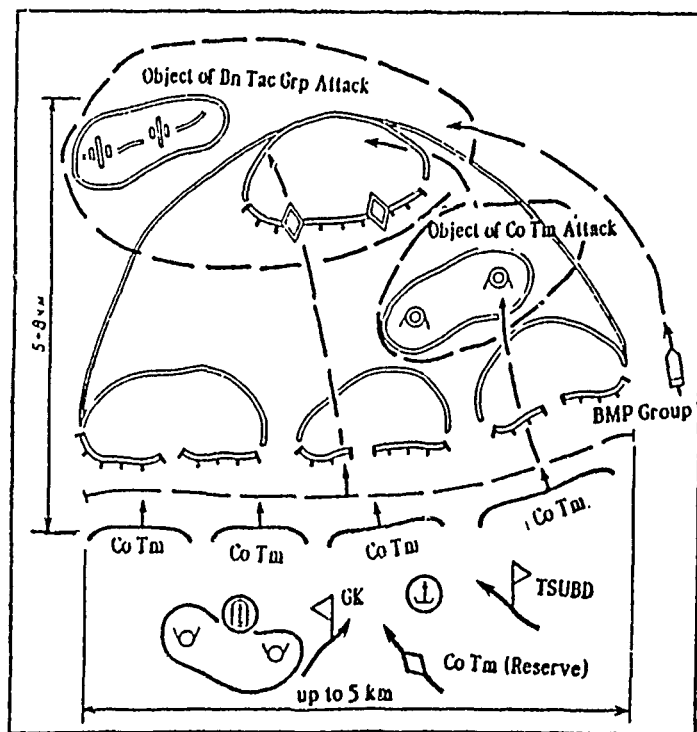 Object of Bn Tac Grp Attack
Object of Co Tm Attack
5-8 км
BMP Group
Co Tm
Co Tm
Co Tm
Co Tm.
GK
TSUBD
Co Tm (Reserve)
up to 5 km